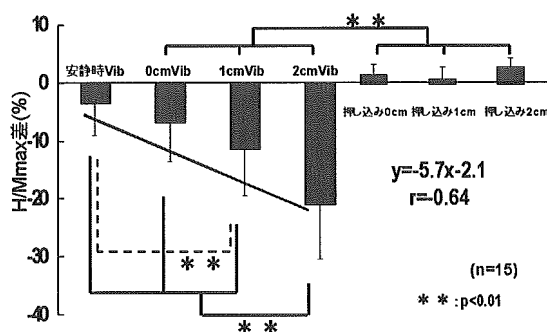 10
＊＊
安静時Vib 0cmVib 1cmVib 2cmVib
0
押し込み0cm 押し込み1cm 押し込み2cm
-10
H/Mmax差(%)
y=-5.7x-2.1
r=-0.64
-20
＊＊
-30
(n=15)
＊＊:p<0.01
-40
＊＊